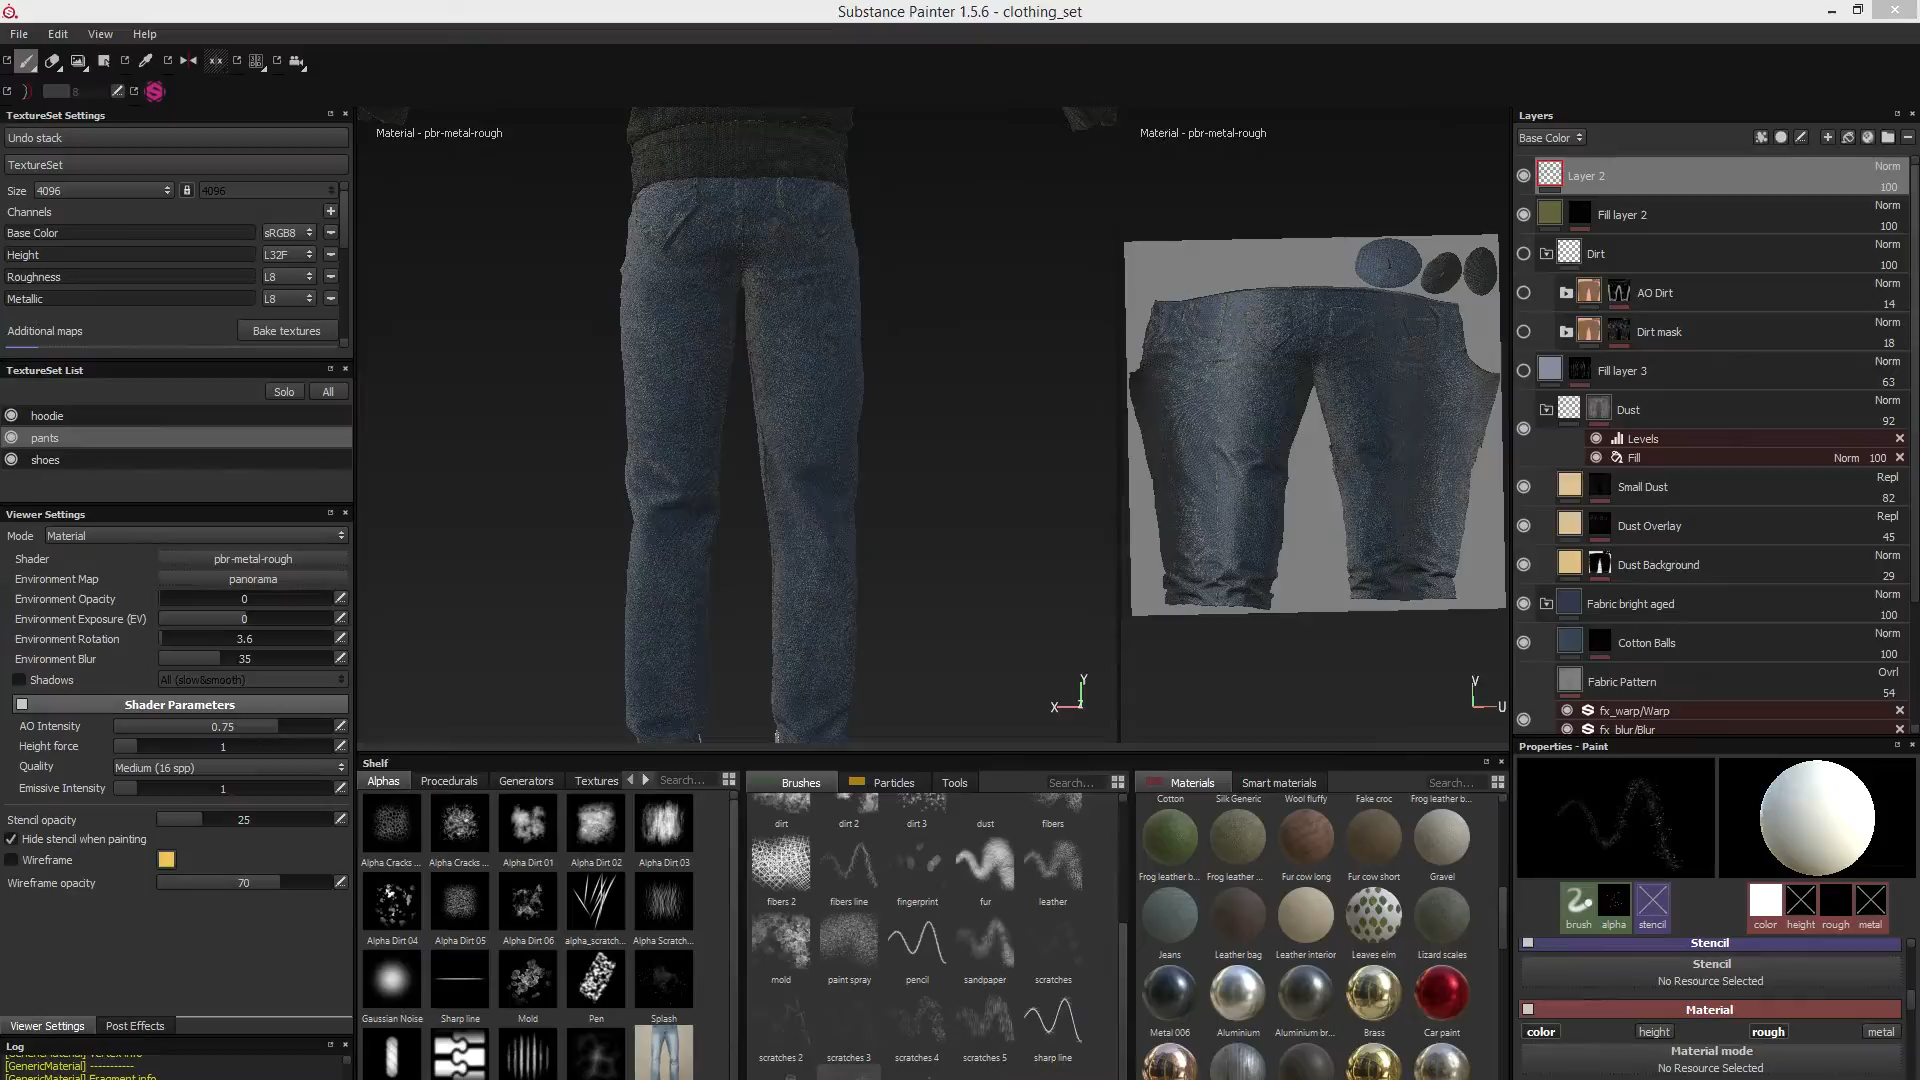 Substance Painter 1.5.6 - clothing_set
File Edit View Help
8
TextureSet Settings
Undo stack
TextureSet
Size 4096 4096
Channels
Base Color sRGB8
Height L32F
Roughness L8
Metallic L8
Additional maps Bake textures
TextureSet List
Solo All
hoodie
pants
shoes
Viewer Settings
Mode Material
Shader pbr-metal-rough
Environment Map panorama
Environment Opacity 0
Environment Exposure (EV) 0
Environment Rotation 3.6
Environment Blur 35
Shadows All (slow&smooth)
Shader Parameters
AO Intensity 0.75
Height force 1
Quality Medium (16 spp)
Emissive Intensity 1
Stencil opacity 25
Hide stencil when painting
Wireframe
Wireframe opacity 70
Viewer Settings Post Effects
Log
[GenericMaterial] Vertex info
[GenericMaterial] -----------
[GenericMaterial] Fragment info
Material - pbr-metal-rough
Y
X Z
Material - pbr-metal-rough
V
U
Shelf
Alphas Procedurals Generators Textures Search...
Alpha Cracks ... Alpha Cracks ... Alpha Dirt 01 Alpha Dirt 02 Alpha Dirt 03
Alpha Dirt 04 Alpha Dirt 05 Alpha Dirt 06 alpha_scratch... Alpha Scratch...
Gaussian Noise Sharp line Mold Pen Splash
Brushes Particles Tools Search...
dirt dirt 2 dirt 3 dust fibers
fibers 2 fibers line fingerprint fur leather
mold paint spray pencil sandpaper scratches
scratches 2 scratches 3 scratches 4 scratches 5 sharp line
Materials Smart materials Search...
Cotton Silk Generic Wool fluffy Fake croc Frog leather b...
Frog leather b... Frog leather ... Fur cow long Fur cow short Gravel
Jeans Leather bag Leather interior Leaves elm Lizard scales
Metal 006 Aluminium Aluminium br... Brass Car paint
Layers
Base Color
Layer 2 Norm 100
Fill layer 2 Norm 100
Dirt Norm 100
AO Dirt Norm 14
Dirt mask Norm 18
Fill layer 3 Norm 63
Dust Norm 92
Levels
Fill Norm 100
Small Dust Repl 82
Dust Overlay Repl 45
Dust Background Norm 29
Fabric bright aged Norm 100
Cotton Balls Norm 100
Fabric Pattern Ovrl 54
fx_warp/Warp
fx_blur/Blur
Properties - Paint
brush alpha stencil color height rough metal
Stencil
Stencil
No Resource Selected
Material
color height rough metal
Material mode
No Resource Selected